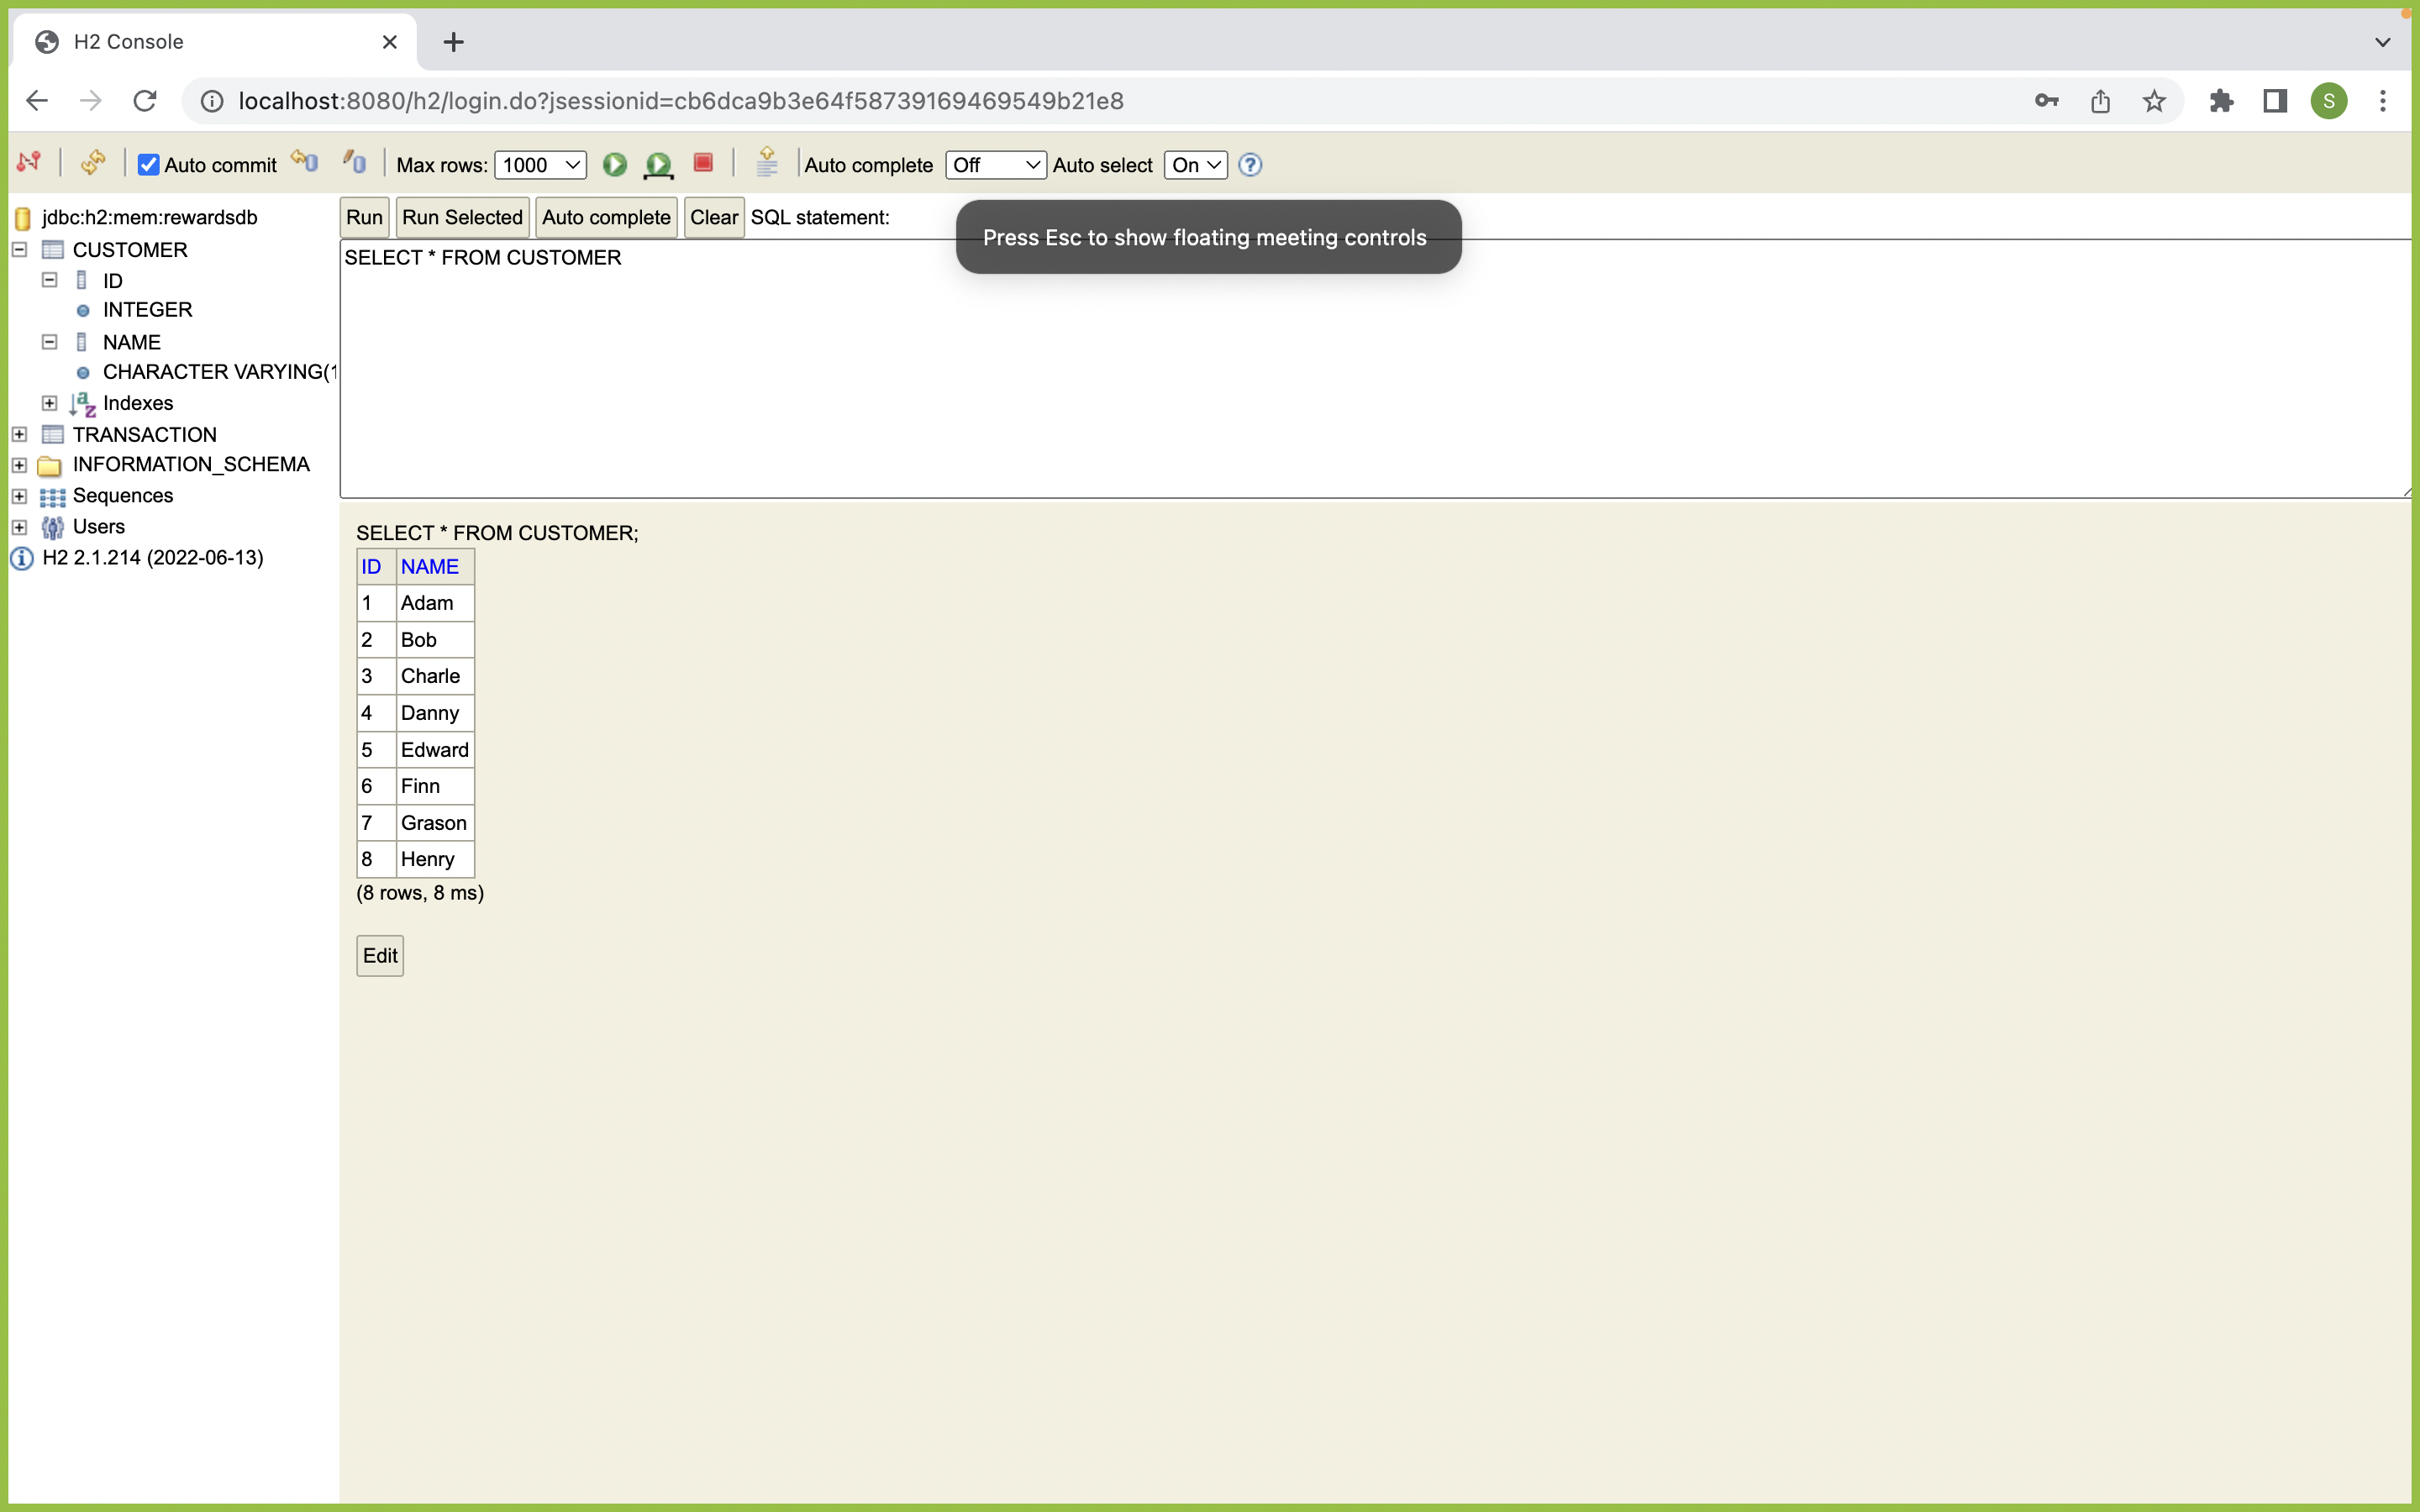 H2 Console
localhost:8080/h2/login.do?jsessionid=cb6dca9b3e64f58739169469549b21e8
S
Auto commit
Max rows: 1000
Auto complete Off
Auto select On
jdbc:h2:mem:rewardsdb
CUSTOMER
ID
INTEGER
NAME
CHARACTER VARYING(1
Indexes
TRANSACTION
INFORMATION_SCHEMA
Sequences
Users
H2 2.1.214 (2022-06-13)
Run Run Selected Auto complete Clear SQL statement:
Press Esc to show floating meeting controls
SELECT * FROM CUSTOMER
SELECT * FROM CUSTOMER;
ID NAME
1 Adam
2 Bob
3 Charle
4 Danny
5 Edward
6 Finn
7 Grason
8 Henry
(8 rows, 8 ms)
Edit